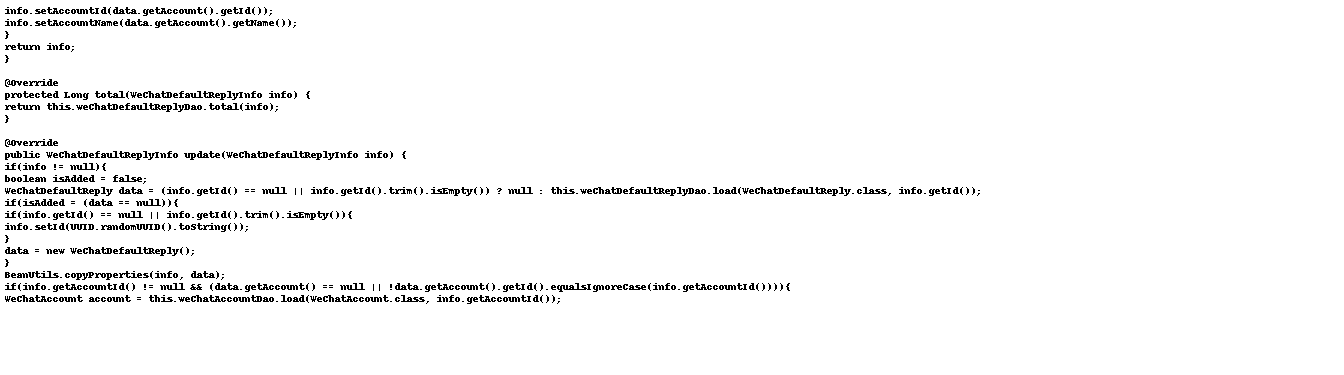 info.setAccountId(data.getAccount().getId());
info.setAccountName(data.getAccount().getName());
}
return info;
}
@Override
protected Long total(WeChatDefaultReplyInfo info) {
return this.weChatDefaultReplyDao.total(info);
}
@Override
public WeChatDefaultReplyInfo update(WeChatDefaultReplyInfo info) {
if(info != null){
boolean isAdded = false;
WeChatDefaultReply data = (info.getId() == null || info.getId().trim().isEmpty()) ? null : this.weChatDefaultReplyDao.load(WeChatDefaultReply.class, info.getId());
if(isAdded = (data == null)){
if(info.getId() == null || info.getId().trim().isEmpty()){
info.setId(UUID.randomUUID().toString());
}
data = new WeChatDefaultReply();
}
BeanUtils.copyProperties(info, data);
if(info.getAccountId() != null && (data.getAccount() == null || !data.getAccount().getId().equalsIgnoreCase(info.getAccountId()))){
WeChatAccount account = this.weChatAccountDao.load(WeChatAccount.class, info.getAccountId());